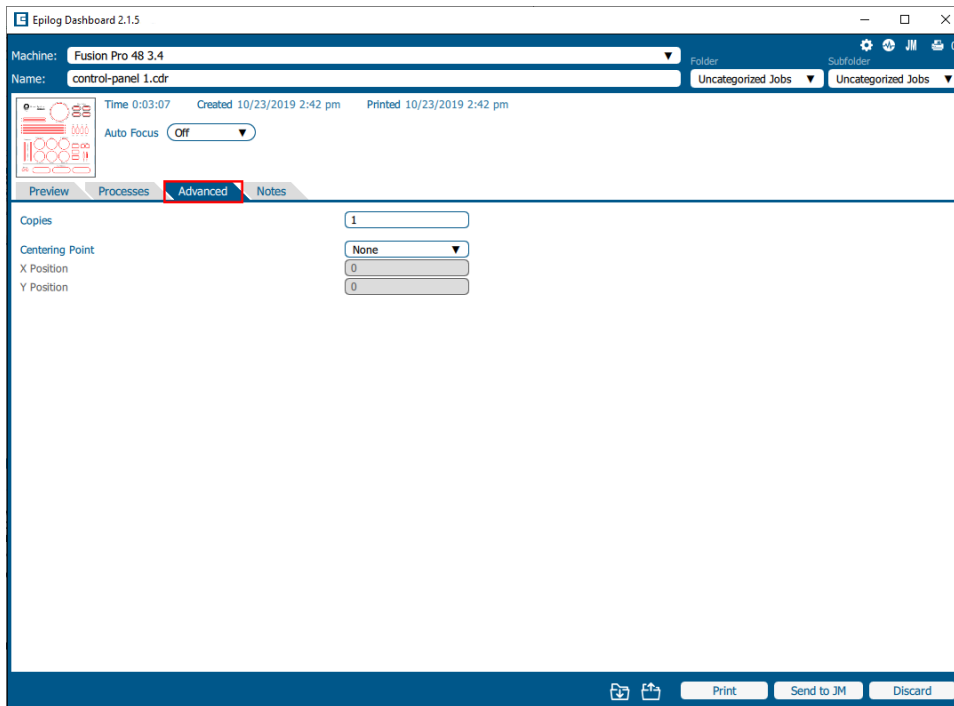 Epilog Dashboard 2.1.5
Machine: Fusion Pro 48 3.4
JM
Folder Subfolder
Name: control-panel 1.cdr Uncategorized Jobs Uncategorized Jobs
Time 0:03:07 Created 10/23/2019 2:42 pm Printed 10/23/2019 2:42 pm
Auto Focus Off
Preview Processes Advanced Notes
Copies 1
Centering Point None
X Position 0
Y Position 0
Print Send to JM Discard